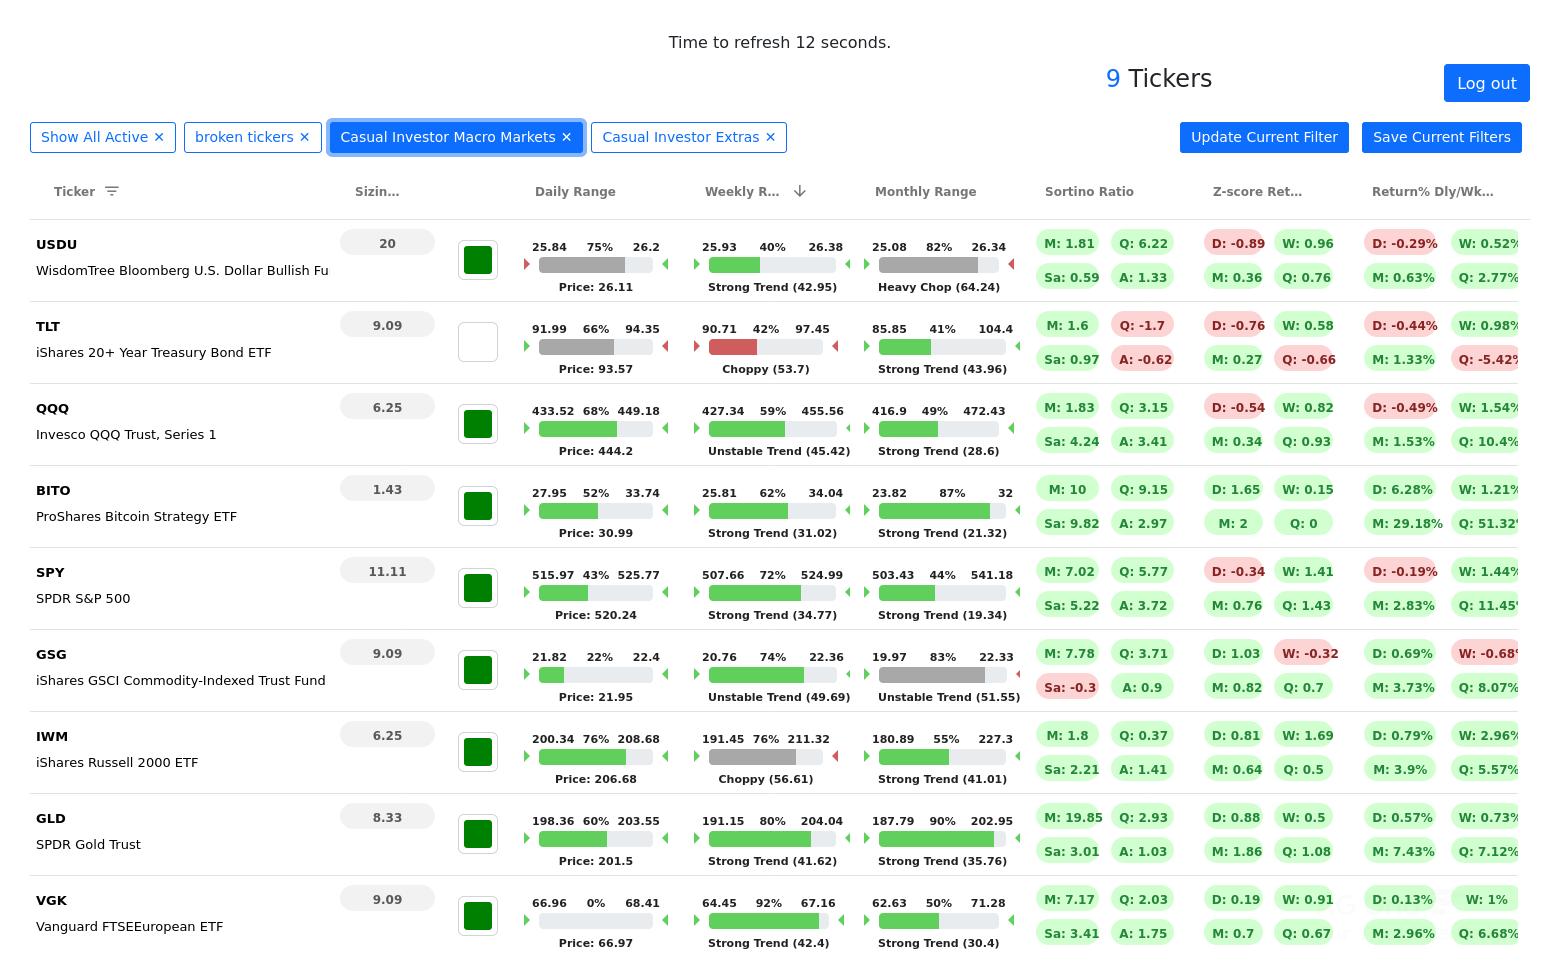 Time to refresh 12 seconds.
9 Tickers
Log out
Show All Active ✕ broken tickers ✕ Casual Investor Macro Markets ✕ Casual Investor Extras ✕ Update Current Filter Save Current Filters
Ticker Sizin... Daily Range Weekly R... Monthly Range Sortino Ratio Z-score Ret... Return% Dly/Wk...
USDU 20 25.84 75% 26.2 25.93 40% 26.38 25.08 82% 26.34 M: 1.81 Q: 6.22 D: -0.89 W: 0.96 D: -0.29% W: 0.52%
WisdomTree Bloomberg U.S. Dollar Bullish Fu Sa: 0.59 A: 1.33 M: 0.36 Q: 0.76 M: 0.63% Q: 2.77%
Price: 26.11 Strong Trend (42.95) Heavy Chop (64.24)
TLT 9.09 91.99 66% 94.35 90.71 42% 97.45 85.85 41% 104.4 M: 1.6 Q: -1.7 D: -0.76 W: 0.58 D: -0.44% W: 0.98%
iShares 20+ Year Treasury Bond ETF Sa: 0.97 A: -0.62 M: 0.27 Q: -0.66 M: 1.33% Q: -5.42%
Price: 93.57 Choppy (53.7) Strong Trend (43.96)
QQQ 6.25 433.52 68% 449.18 427.34 59% 455.56 416.9 49% 472.43 M: 1.83 Q: 3.15 D: -0.54 W: 0.82 D: -0.49% W: 1.54%
Invesco QQQ Trust, Series 1 Sa: 4.24 A: 3.41 M: 0.34 Q: 0.93 M: 1.53% Q: 10.4%
Price: 444.2 Unstable Trend (45.42) Strong Trend (28.6)
BITO 1.43 27.95 52% 33.74 25.81 62% 34.04 23.82 87% 32 M: 10 Q: 9.15 D: 1.65 W: 0.15 D: 6.28% W: 1.21%
ProShares Bitcoin Strategy ETF Sa: 9.82 A: 2.97 M: 2 Q: 0 M: 29.18% Q: 51.32%
Price: 30.99 Strong Trend (31.02) Strong Trend (21.32)
SPY 11.11 515.97 43% 525.77 507.66 72% 524.99 503.43 44% 541.18 M: 7.02 Q: 5.77 D: -0.34 W: 1.41 D: -0.19% W: 1.44%
SPDR S&P 500 Sa: 5.22 A: 3.72 M: 0.76 Q: 1.43 M: 2.83% Q: 11.45%
Price: 520.24 Strong Trend (34.77) Strong Trend (19.34)
GSG 9.09 21.82 22% 22.4 20.76 74% 22.36 19.97 83% 22.33 M: 7.78 Q: 3.71 D: 1.03 W: -0.32 D: 0.69% W: -0.68%
iShares GSCI Commodity-Indexed Trust Fund Sa: -0.3 A: 0.9 M: 0.82 Q: 0.7 M: 3.73% Q: 8.07%
Price: 21.95 Unstable Trend (49.69) Unstable Trend (51.55)
IWM 6.25 200.34 76% 208.68 191.45 76% 211.32 180.89 55% 227.3 M: 1.8 Q: 0.37 D: 0.81 W: 1.69 D: 0.79% W: 2.96%
iShares Russell 2000 ETF Sa: 2.21 A: 1.41 M: 0.64 Q: 0.5 M: 3.9% Q: 5.57%
Price: 206.68 Choppy (56.61) Strong Trend (41.01)
GLD 8.33 198.36 60% 203.55 191.15 80% 204.04 187.79 90% 202.95 M: 19.85 Q: 2.93 D: 0.88 W: 0.5 D: 0.57% W: 0.73%
SPDR Gold Trust Sa: 3.01 A: 1.03 M: 1.86 Q: 1.08 M: 7.43% Q: 7.12%
Price: 201.5 Strong Trend (41.62) Strong Trend (35.76)
VGK 9.09 66.96 0% 68.41 64.45 92% 67.16 62.63 50% 71.28 M: 7.17 Q: 2.03 D: 0.19 W: 0.91 D: 0.13% W: 1%
Vanguard FTSEEuropean ETF Sa: 3.41 A: 1.75 M: 0.7 Q: 0.67 M: 2.96% Q: 6.68%
Price: 66.97 Strong Trend (42.4) Strong Trend (30.4)